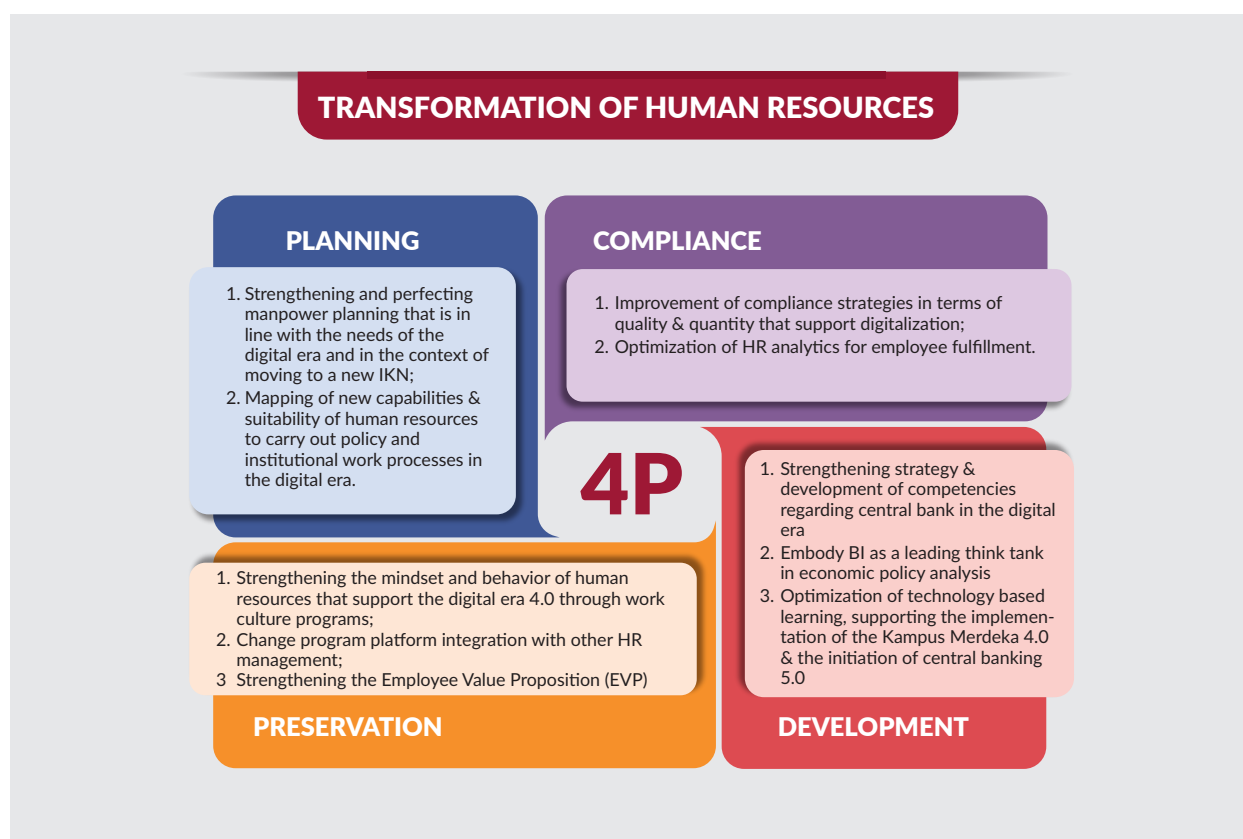 TRANSFORMATION OF HUMAN RESOURCES
PLANNING
1. Strengthening and perfecting
manpower planning that is in
line with the needs of the
digital era and in the context of
moving to a new IKN;
2. Mapping of new capabilities &
suitability of human resources
to carry out policy and
institutional work processes in
the digital era.
COMPLIANCE
1. Improvement of compliance strategies in terms of
quality & quantity that support digitalization;
2. Optimization of HR analytics for employee fulfillment.
4P
1. Strengthening the mindset and behavior of human
resources that support the digital era 4.0 through work
culture programs;
2. Change program platform integration with other HR
management;
3 Strengthening the Employee Value Proposition (EVP)
PRESERVATION
1. Strengthening strategy &
development of competencies
regarding central bank in the digital
era
2. Embody BI as a leading think tank
in economic policy analysis
3. Optimization of technology based
learning, supporting the implemen-
tation of the Kampus Merdeka 4.0
& the initiation of central banking
5.0
DEVELOPMENT